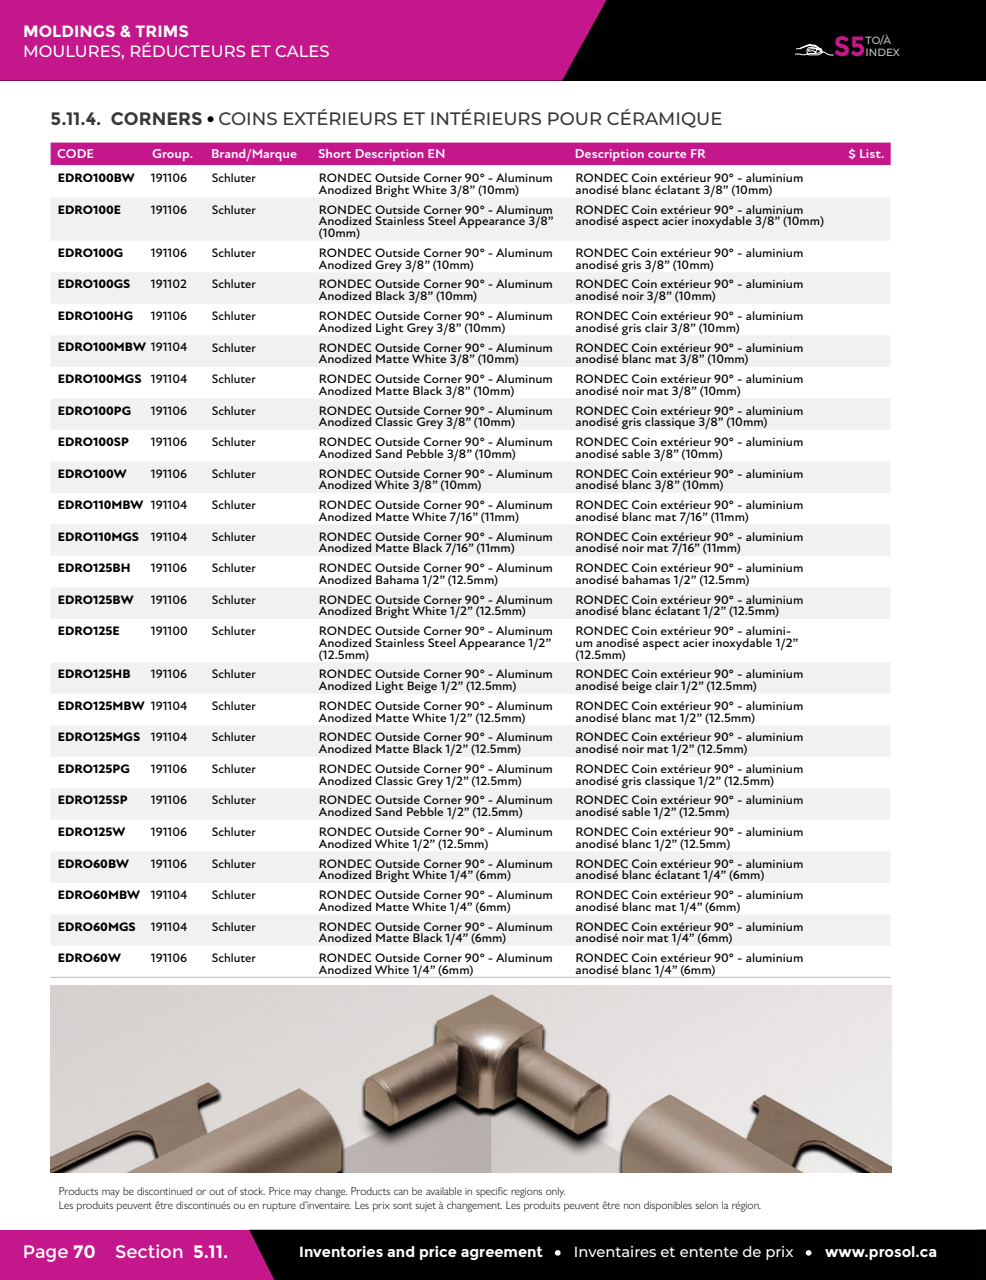 MOLDINGS & TRIMS
MOULURES, RÉDUCTEURS ET CALES
S5 TO/À INDEX
5.11.4. CORNERS • COINS EXTÉRIEURS ET INTÉRIEURS POUR CÉRAMIQUE
CODE Group. Brand/Marque Short Description EN Description courte FR $ List.
EDRO100BW 191106 Schluter RONDEC Outside Corner 90° - Aluminum RONDEC Coin extérieur 90° - aluminium
Anodized Bright White 3/8” (10mm) anodisé blanc éclatant 3/8” (10mm)
EDRO100E 191106 Schluter RONDEC Outside Corner 90° - Aluminum RONDEC Coin extérieur 90° - aluminium
Anodized Stainless Steel Appearance 3/8” anodisé aspect acier inoxydable 3/8” (10mm)
(10mm)
EDRO100G 191106 Schluter RONDEC Outside Corner 90° - Aluminum RONDEC Coin extérieur 90° - aluminium
Anodized Grey 3/8” (10mm) anodisé gris 3/8” (10mm)
EDRO100GS 191102 Schluter RONDEC Outside Corner 90° - Aluminum RONDEC Coin extérieur 90° - aluminium
Anodized Black 3/8” (10mm) anodisé noir 3/8” (10mm)
EDRO100HG 191106 Schluter RONDEC Outside Corner 90° - Aluminum RONDEC Coin extérieur 90° - aluminium
Anodized Light Grey 3/8” (10mm) anodisé gris clair 3/8” (10mm)
EDRO100MBW 191104 Schluter RONDEC Outside Corner 90° - Aluminum RONDEC Coin extérieur 90° - aluminium
Anodized Matte White 3/8” (10mm) anodisé blanc mat 3/8” (10mm)
EDRO100MGS 191104 Schluter RONDEC Outside Corner 90° - Aluminum RONDEC Coin extérieur 90° - aluminium
Anodized Matte Black 3/8” (10mm) anodisé noir mat 3/8” (10mm)
EDRO100PG 191106 Schluter RONDEC Outside Corner 90° - Aluminum RONDEC Coin extérieur 90° - aluminium
Anodized Classic Grey 3/8” (10mm) anodisé gris classique 3/8” (10mm)
EDRO100SP 191106 Schluter RONDEC Outside Corner 90° - Aluminum RONDEC Coin extérieur 90° - aluminium
Anodized Sand Pebble 3/8” (10mm) anodisé sable 3/8” (10mm)
EDRO100W 191106 Schluter RONDEC Outside Corner 90° - Aluminum RONDEC Coin extérieur 90° - aluminium
Anodized White 3/8” (10mm) anodisé blanc 3/8” (10mm)
EDRO110MBW 191104 Schluter RONDEC Outside Corner 90° - Aluminum RONDEC Coin extérieur 90° - aluminium
Anodized Matte White 7/16” (11mm) anodisé blanc mat 7/16” (11mm)
EDRO110MGS 191104 Schluter RONDEC Outside Corner 90° - Aluminum RONDEC Coin extérieur 90° - aluminium
Anodized Matte Black 7/16” (11mm) anodisé noir mat 7/16” (11mm)
EDRO125BH 191106 Schluter RONDEC Outside Corner 90° - Aluminum RONDEC Coin extérieur 90° - aluminium
Anodized Bahama 1/2” (12.5mm) anodisé bahamas 1/2” (12.5mm)
EDRO125BW 191106 Schluter RONDEC Outside Corner 90° - Aluminum RONDEC Coin extérieur 90° - aluminium
Anodized Bright White 1/2” (12.5mm) anodisé blanc éclatant 1/2” (12.5mm)
EDRO125E 191100 Schluter RONDEC Outside Corner 90° - Aluminum RONDEC Coin extérieur 90° - alumini-
Anodized Stainless Steel Appearance 1/2” um anodisé aspect acier inoxydable 1/2”
(12.5mm) (12.5mm)
EDRO125HB 191106 Schluter RONDEC Outside Corner 90° - Aluminum RONDEC Coin extérieur 90° - aluminium
Anodized Light Beige 1/2” (12.5mm) anodisé beige clair 1/2” (12.5mm)
EDRO125MBW 191104 Schluter RONDEC Outside Corner 90° - Aluminum RONDEC Coin extérieur 90° - aluminium
Anodized Matte White 1/2” (12.5mm) anodisé blanc mat 1/2” (12.5mm)
EDRO125MGS 191104 Schluter RONDEC Outside Corner 90° - Aluminum RONDEC Coin extérieur 90° - aluminium
Anodized Matte Black 1/2” (12.5mm) anodisé noir mat 1/2” (12.5mm)
EDRO125PG 191106 Schluter RONDEC Outside Corner 90° - Aluminum RONDEC Coin extérieur 90° - aluminium
Anodized Classic Grey 1/2” (12.5mm) anodisé gris classique 1/2” (12.5mm)
EDRO125SP 191106 Schluter RONDEC Outside Corner 90° - Aluminum RONDEC Coin extérieur 90° - aluminium
Anodized Sand Pebble 1/2” (12.5mm) anodisé sable 1/2” (12.5mm)
EDRO125W 191106 Schluter RONDEC Outside Corner 90° - Aluminum RONDEC Coin extérieur 90° - aluminium
Anodized White 1/2” (12.5mm) anodisé blanc 1/2” (12.5mm)
EDRO60BW 191106 Schluter RONDEC Outside Corner 90° - Aluminum RONDEC Coin extérieur 90° - aluminium
Anodized Bright White 1/4” (6mm) anodisé blanc éclatant 1/4” (6mm)
EDRO60MBW 191104 Schluter RONDEC Outside Corner 90° - Aluminum RONDEC Coin extérieur 90° - aluminium
Anodized Matte White 1/4” (6mm) anodisé blanc mat 1/4” (6mm)
EDRO60MGS 191104 Schluter RONDEC Outside Corner 90° - Aluminum RONDEC Coin extérieur 90° - aluminium
Anodized Matte Black 1/4” (6mm) anodisé noir mat 1/4” (6mm)
EDRO60W 191106 Schluter RONDEC Outside Corner 90° - Aluminum RONDEC Coin extérieur 90° - aluminium
Anodized White 1/4” (6mm) anodisé blanc 1/4” (6mm)
Products may be discontinued or out of stock. Price may change. Products can be available in specific regions only.
Les produits peuvent être discontinués ou en rupture d’inventaire. Les prix sont sujet à changement. Les produits peuvent être non disponibles selon la région.
Page 70 Section 5.11. Inventories and price agreement • Inventaires et entente de prix • www.prosol.ca